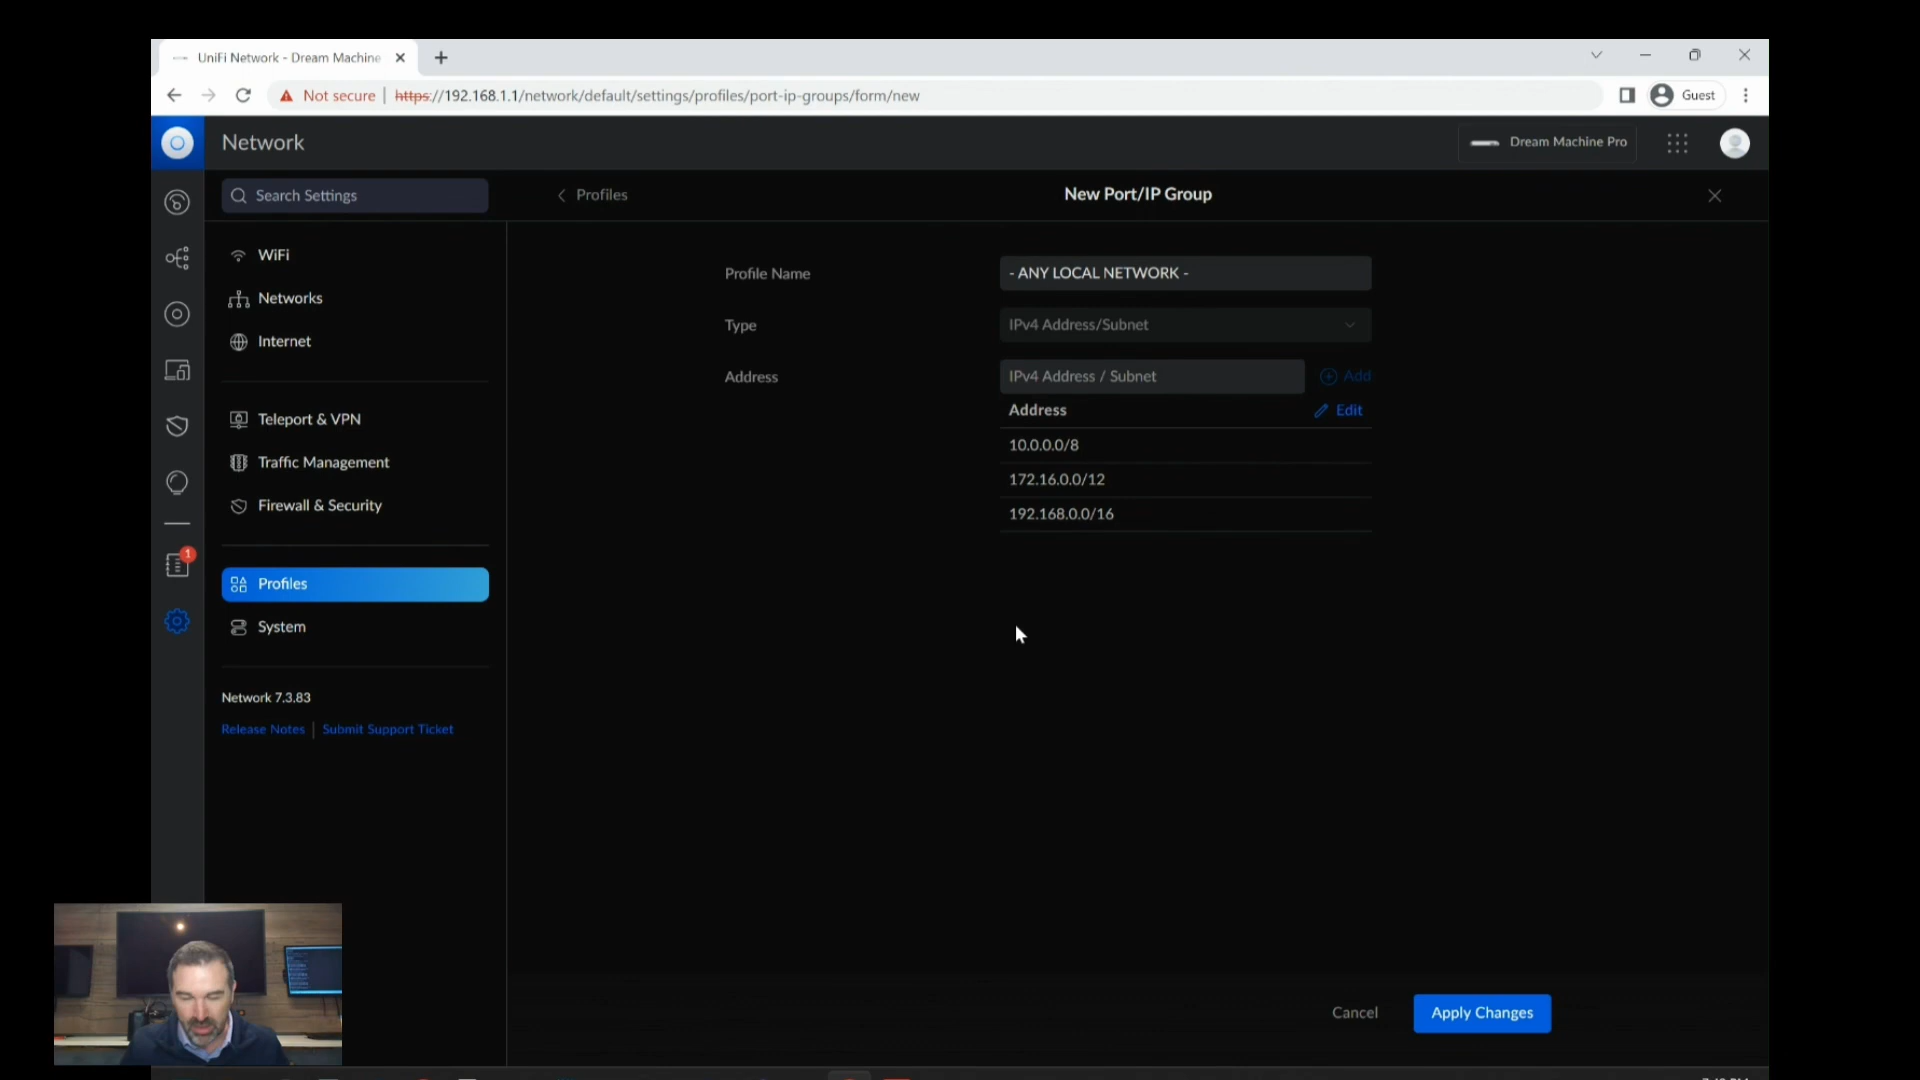 UniFi Network - Dream Machine
Not secure | https://192.168.1.1/network/default/settings/profiles/port-ip-groups/form/new
Guest
Network
Dream Machine Pro
Search Settings
Profiles
New Port/IP Group
WiFi
Networks
Internet
Teleport & VPN
Traffic Management
Firewall & Security
1
Profiles
System
Network 7.3.83
Release Notes | Submit Support Ticket
Profile Name
- ANY LOCAL NETWORK -
Type
IPv4 Address/Subnet
Address
IPv4 Address / Subnet
Add
Address
Edit
10.0.0.0/8
172.16.0.0/12
192.168.0.0/16
Cancel
Apply Changes